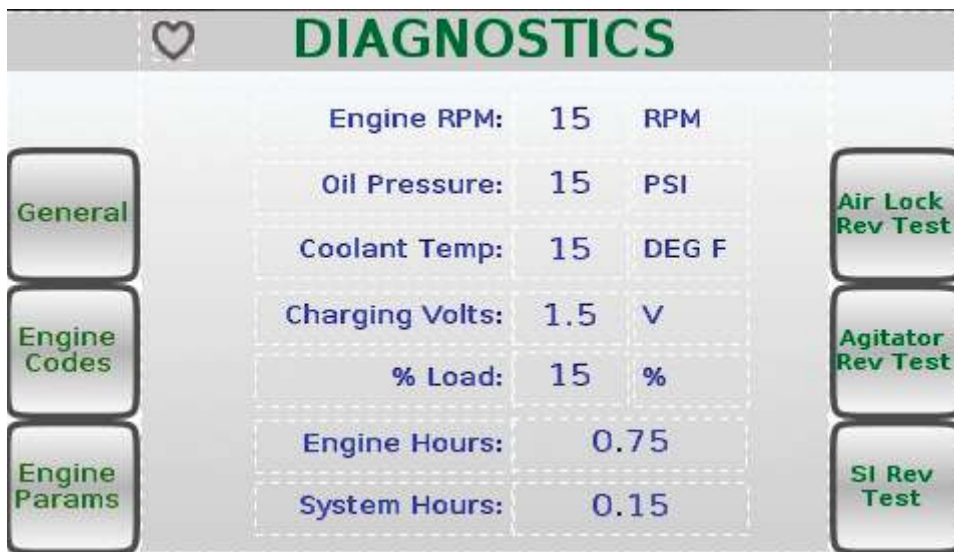 DIAGNOSTICS
Engine RPM: 15 RPM
Oil Pressure: 15 PSI
Coolant Temp: 15 DEG F
Charging Volts: 1.5 V
% Load: 15 %
Engine Hours: 0.75
System Hours: 0.15
General
Engine
Codes
Engine
Params
Air Lock
Rev Test
Agitator
Rev Test
SI Rev
Test